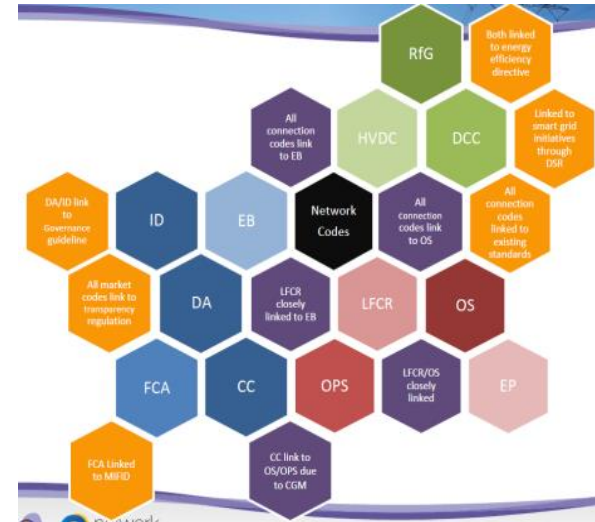 RfG
Both linked
to energy
efficiency
directive
All
connection
codes link
to EB
HVDC
DCC
Linked to
smart grid
initiatives
through
DSR
DA/ID link
to
Governance
guideline
ID
EB
Network
Codes
All
connection
codes link
to OS
All
connection
codes
linked to
existing
standards
All market
codes link to
transparency
regulation
DA
LFCR
closely
linked to EB
LFCR
OS
FCA
CC
OPS
LFCR/OS
closely
linked
EP
FCA Linked
to MIFID
CC link to
OS/OPS due
to CGM